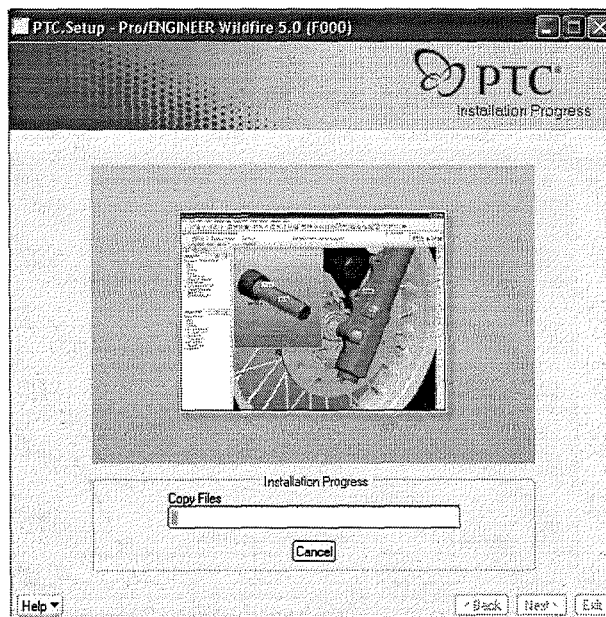 PTC.Setup - Pro/ENGINEER Wildfire 5.0 (F000)
PTC®
Installation Progress
Installation Progress
Copy Files
Cancel
Help
< Back
Next >
Exit